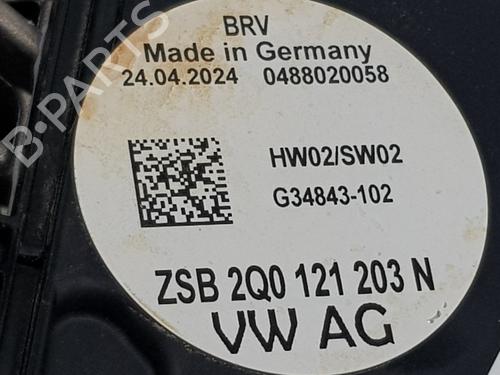 BRV
Made in Germany
24.04.2024 0488020058
HW02/SW02
G34843-102
ZSB 2Q0 121 203 N
VW AG
B-PARTS